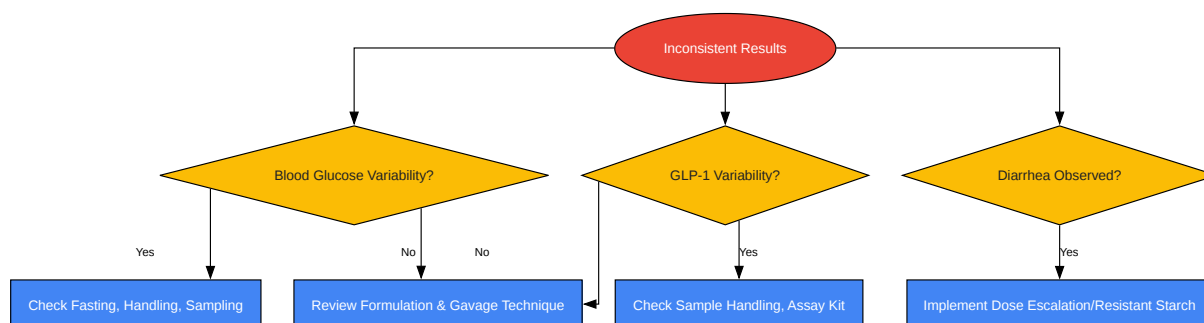 Inconsistent Results
Blood Glucose Variability?
GLP-1 Variability?
Diarrhea Observed?
Yes
No
No
Yes
Yes
Check Fasting, Handling, Sampling
Review Formulation & Gavage Technique
Check Sample Handling, Assay Kit
Implement Dose Escalation/Resistant Starch